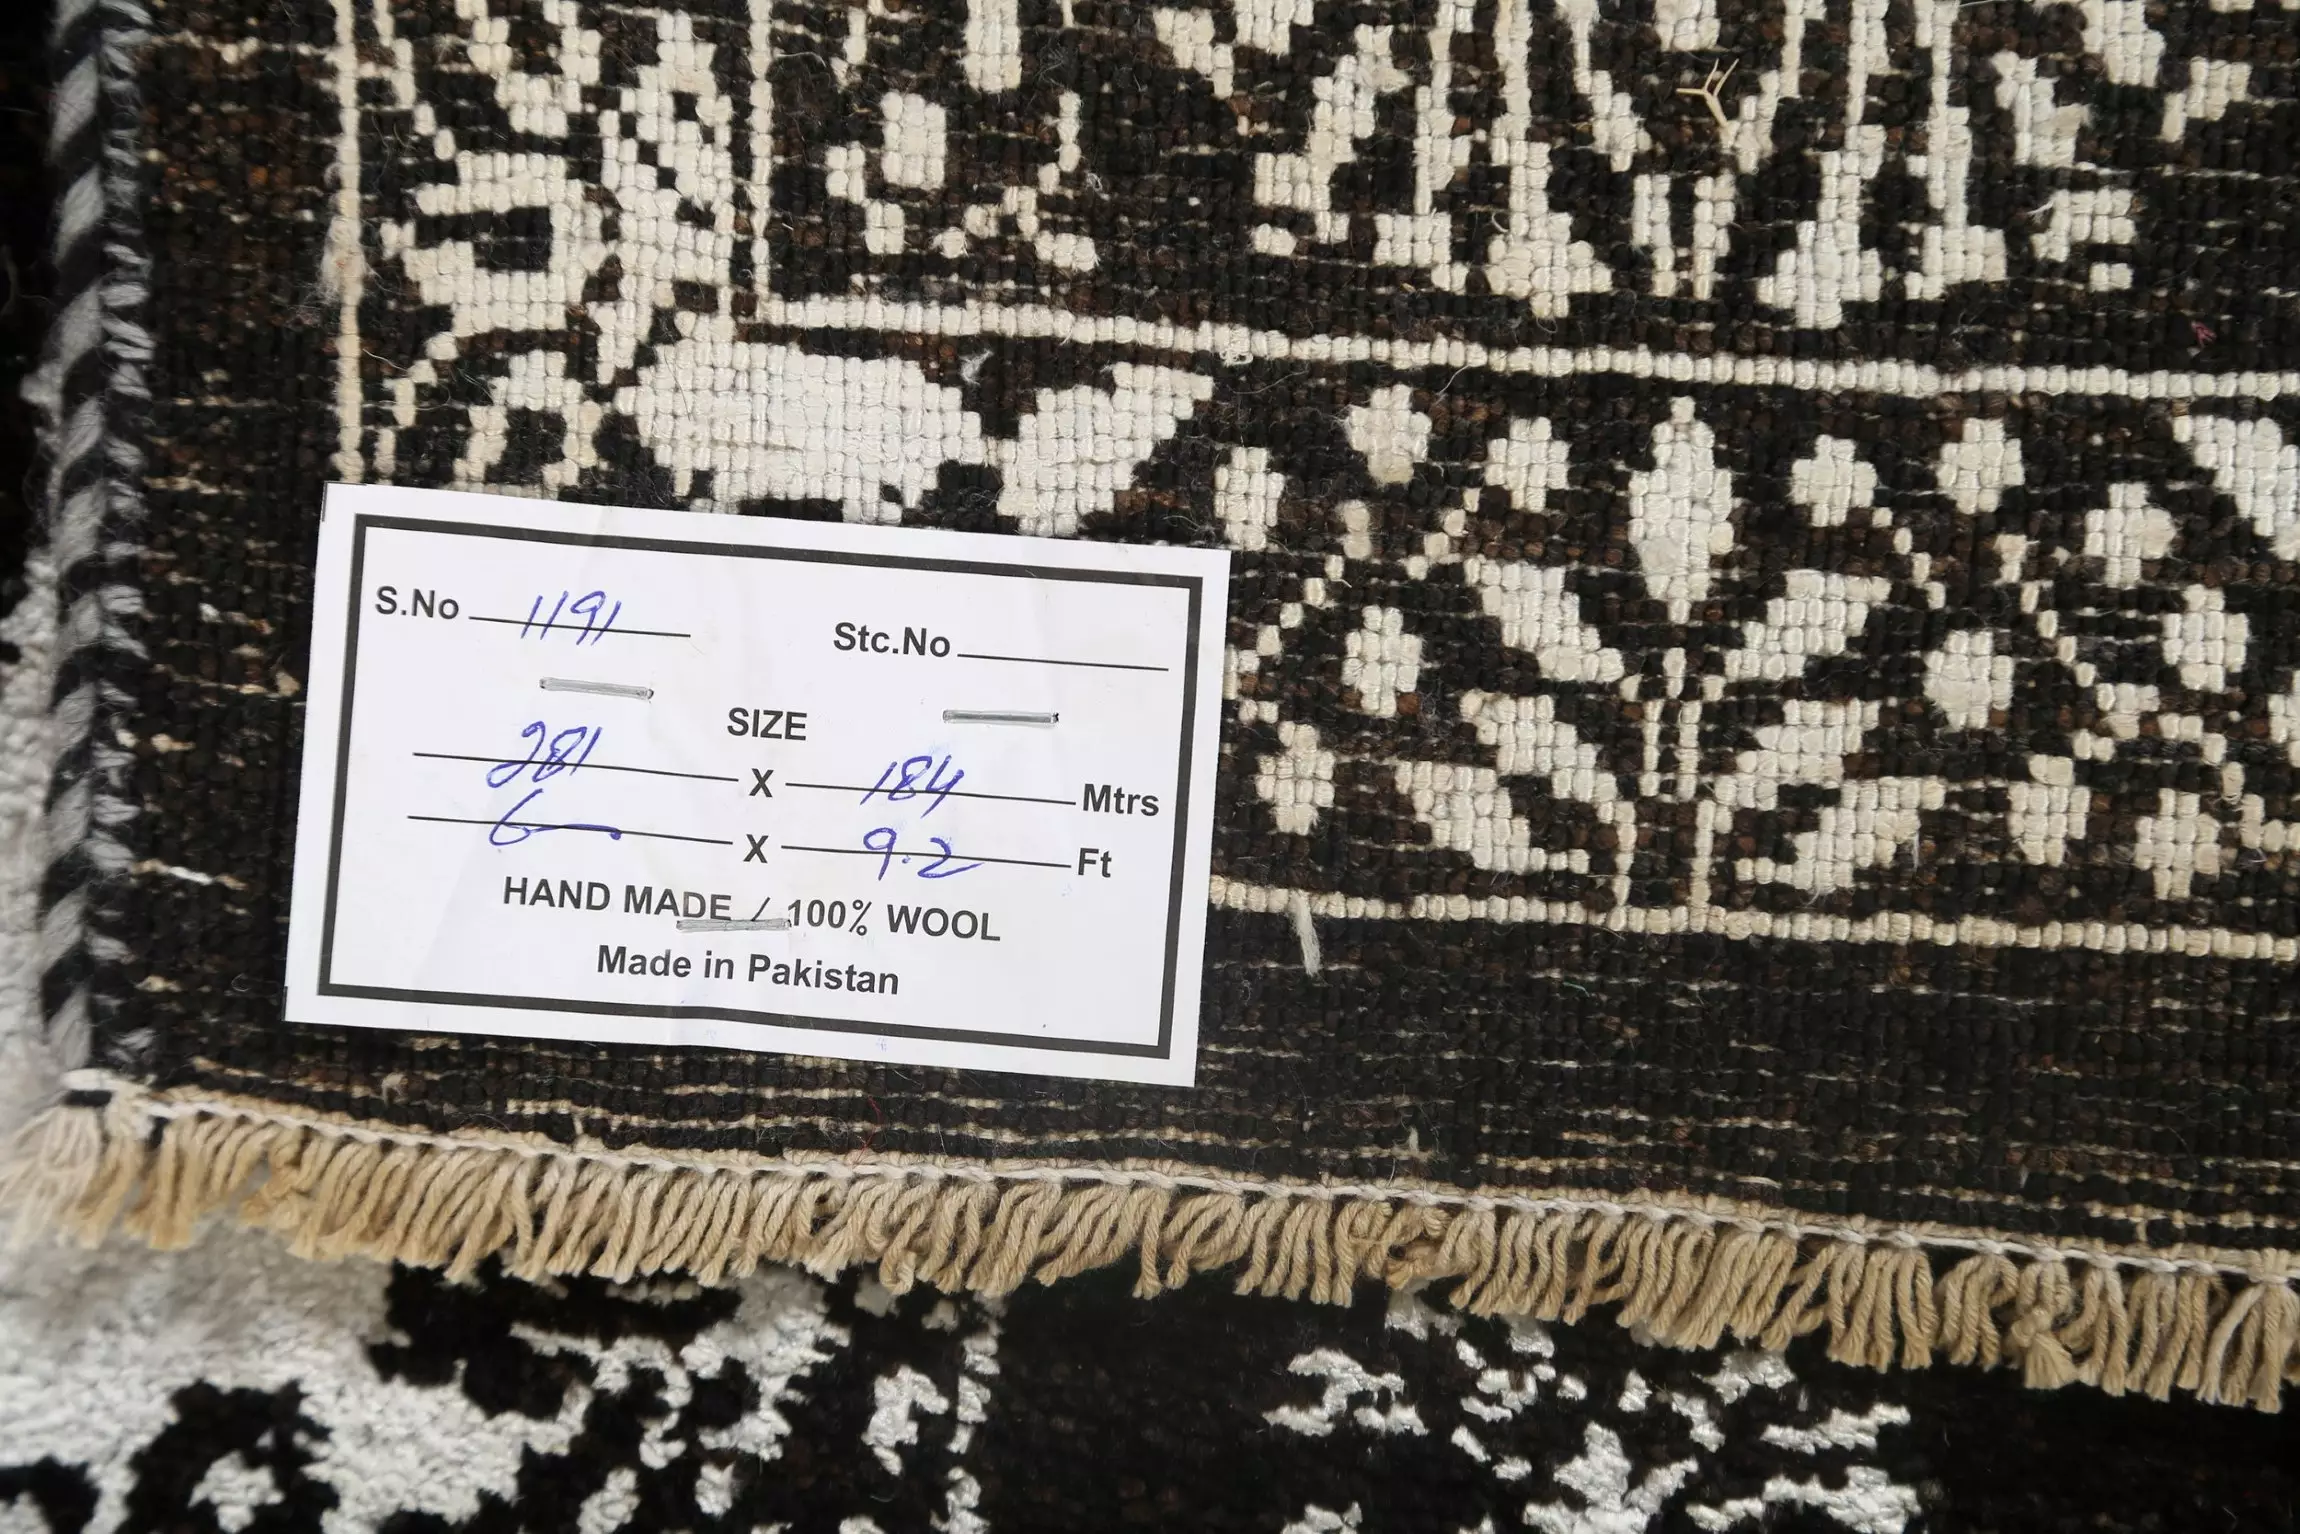 S.No 1191 Stc.No
SIZE
281 X 184 Mtrs
6 X 9.2 Ft
HAND MADE / 100% WOOL
Made in Pakistan